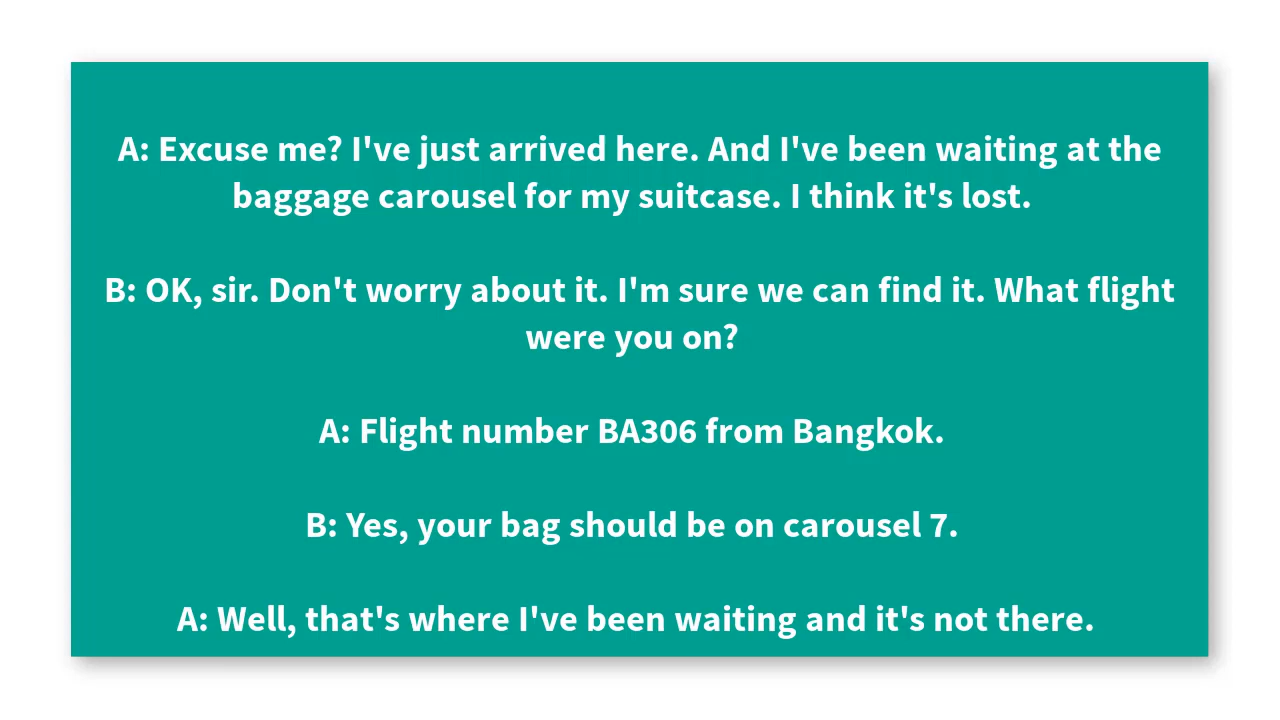 A: Excuse me? I've just arrived here. And I've been waiting at the
baggage carousel for my suitcase. I think it's lost.
B: OK, sir. Don't worry about it. I'm sure we can find it. What flight
were you on?
A: Flight number BA306 from Bangkok.
B: Yes, your bag should be on carousel 7.
A: Well, that's where I've been waiting and it's not there.